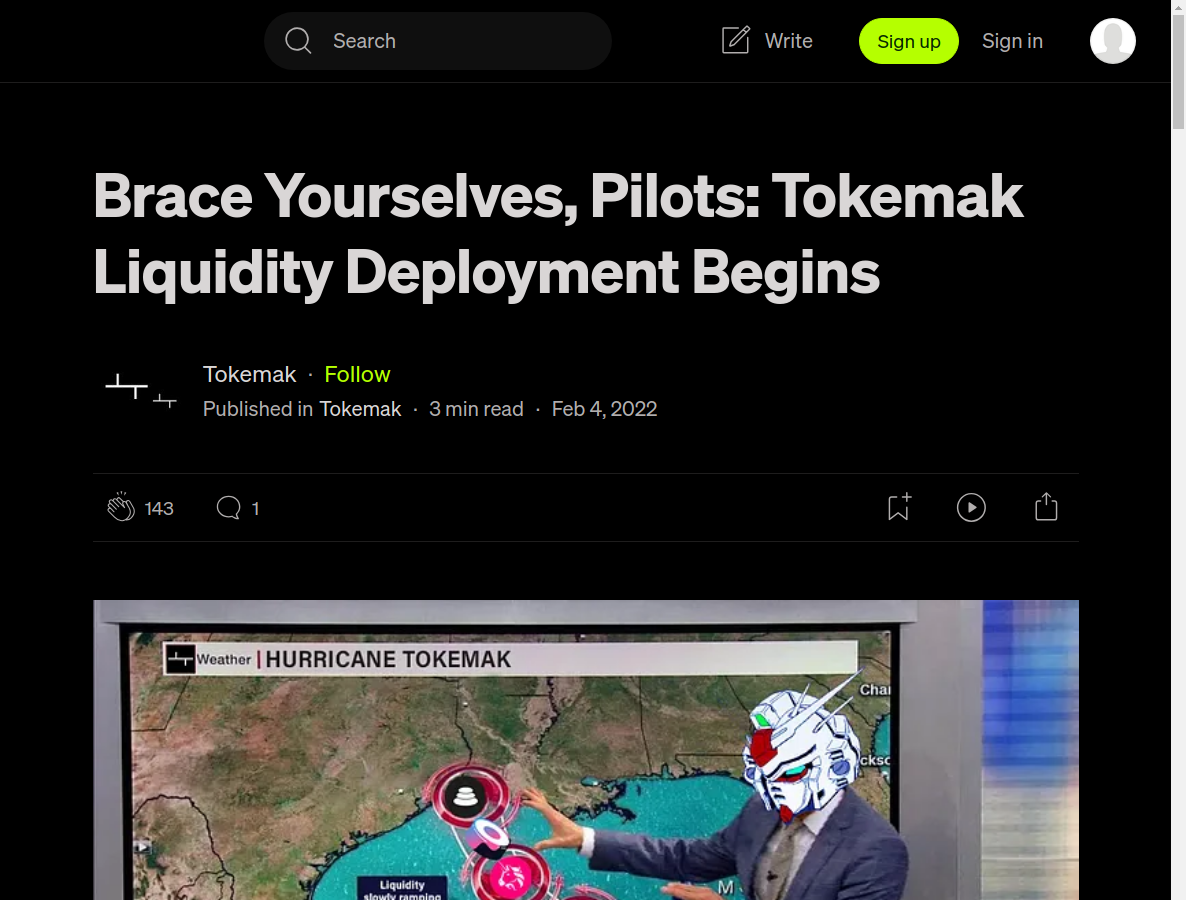 Search
Write
Sign up
Sign in
Brace Yourselves, Pilots: Tokemak
Liquidity Deployment Begins
Tokemak · Follow
Published in Tokemak · 3 min read · Feb 4, 2022
143
1
Weather | HURRICANE TOKEMAK
Char
ckso
Liquidity
slowly ramping
M